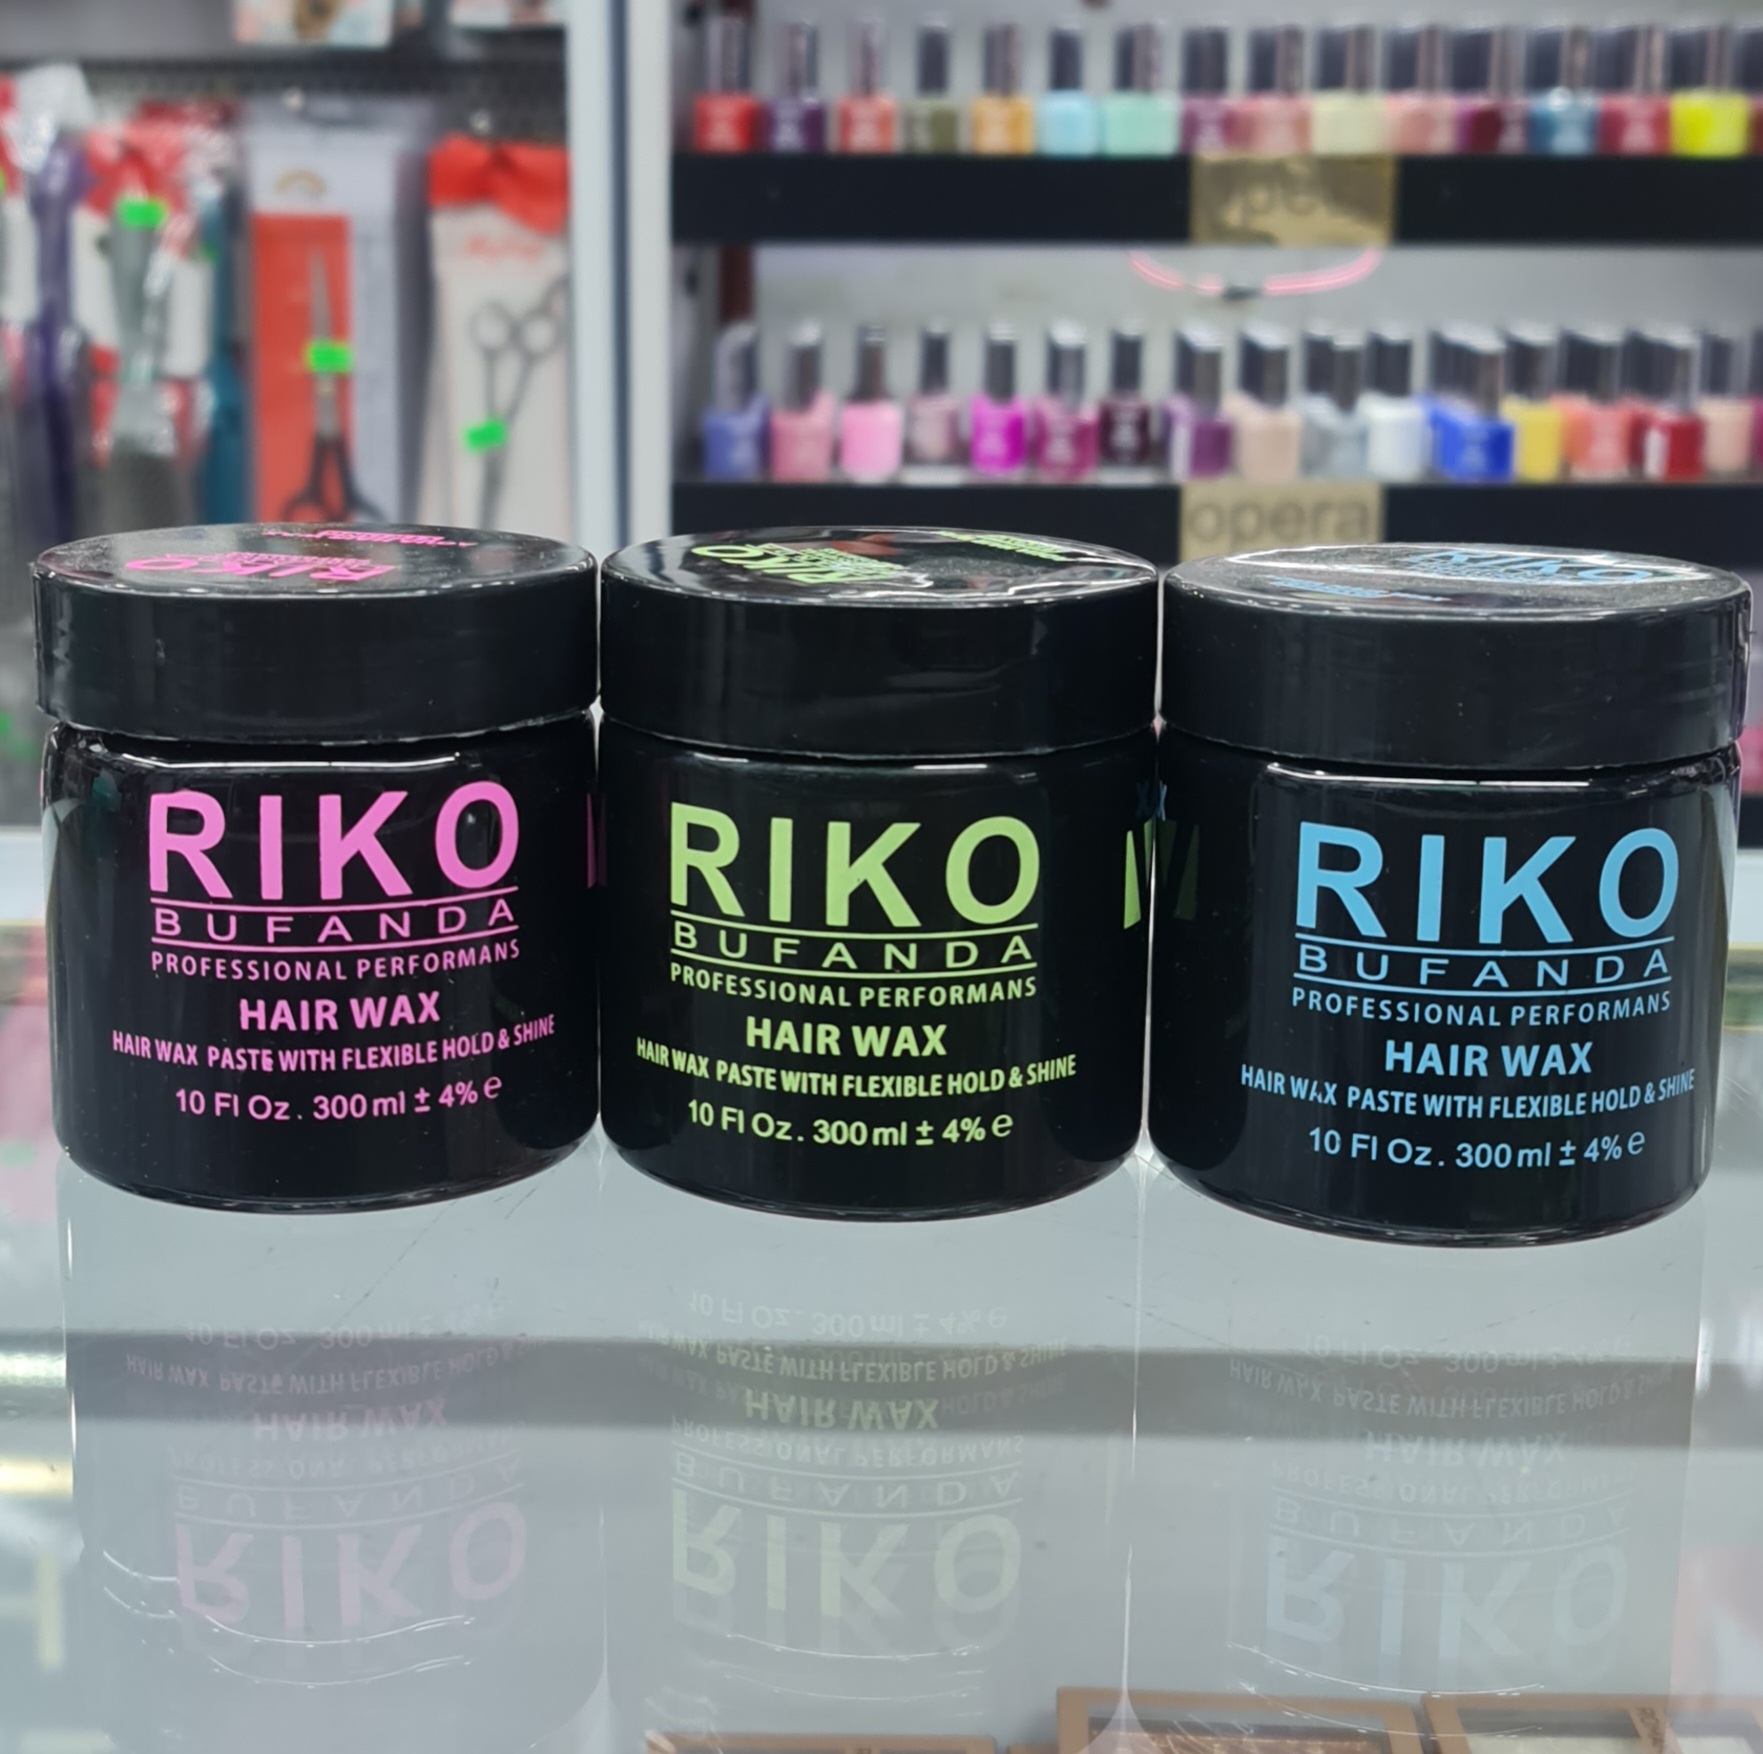 opera
RIKO
BUFANDA
PROFESSIONAL PERFORMANS
HAIR WAX
HAIR WAX PASTE WITH FLEXIBLE HOLD & SHINE
10 Fl Oz. 300 ml ± 4% e
RIKO
BUFANDA
PROFESSIONAL PERFORMANS
HAIR WAX
HAIR WAX PASTE WITH FLEXIBLE HOLD & SHINE
10 Fl Oz. 300 ml ± 4% e
RIKO
BUFANDA
PROFESSIONAL PERFORMANS
HAIR WAX
HAIR WAX PASTE WITH FLEXIBLE HOLD & SHINE
10 Fl Oz. 300 ml ± 4% e
RIKO
RIKO
RIKO